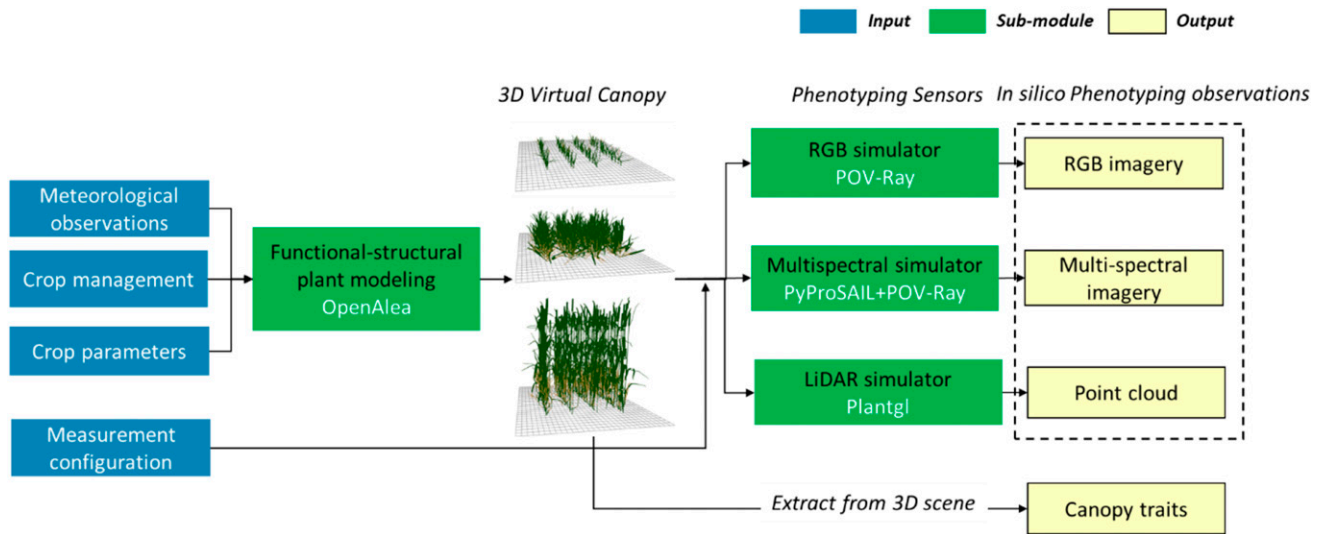 Input
Sub-module
Output
3D Virtual Canopy
Phenotyping Sensors
In silico Phenotyping observations
Meteorological
observations
Crop management
Crop parameters
Measurement
configuration
Functional-structural
plant modeling
OpenAlea
RGB simulator
POV-Ray
Multispectral simulator
PyProSAIL+POV-Ray
LiDAR simulator
Plantgl
RGB imagery
Multi-spectral
imagery
Point cloud
Extract from 3D scene
Canopy traits